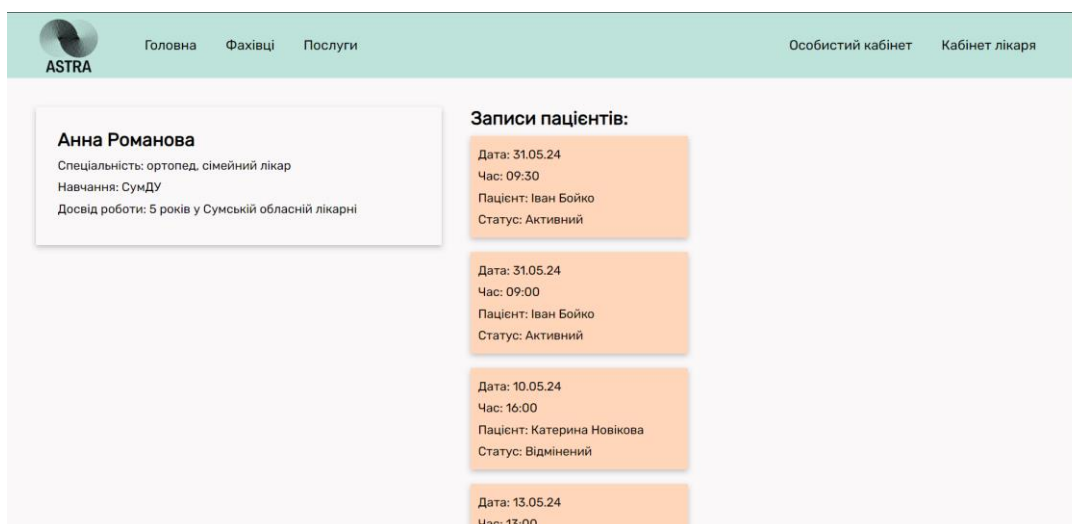 Головна Фахівці Послуги Особистий кабінет Кабінет лікаря
ASTRA
Анна Романова
Спеціальність: ортопед, сімейний лікар
Навчання: СумДУ
Досвід роботи: 5 років у Сумській обласній лікарні
Записи пацієнтів:
Дата: 31.05.24
Час: 09:30
Пацієнт: Іван Бойко
Статус: Активний
Дата: 31.05.24
Час: 09:00
Пацієнт: Іван Бойко
Статус: Активний
Дата: 10.05.24
Час: 16:00
Пацієнт: Катерина Новікова
Статус: Відмінений
Дата: 13.05.24
Час: 13:00